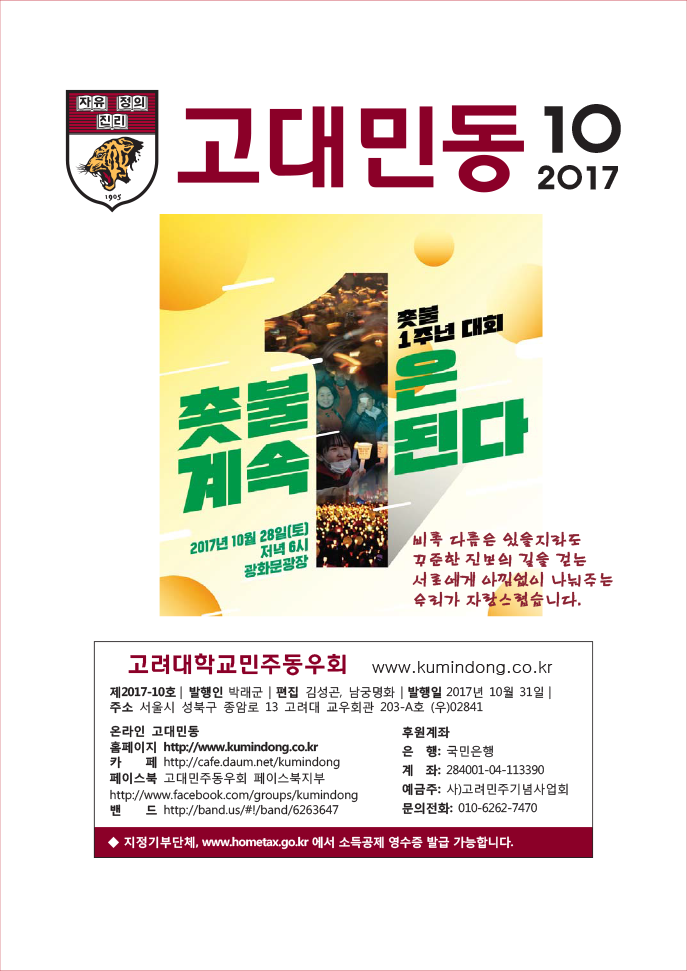 자유 정의
진리
1905
고대민동
10
2017
촛불
1주년 대회
촛불 1은
계속 된다
2017년 10월 28일(토)
저녁 6시
광화문광장
비록 다름은 있을지라도
꾸준한 진보의 길을 걷는
서로에게 아낌없이 나눠주는
우리가 자랑스럽습니다.
고려대학교민주동우회 www.kumindong.co.kr
제2017-10호 | 발행인 박래군 | 편집 김성곤, 남궁명화 | 발행일 2017년 10월 31일 |
주소 서울시 성북구 종암로 13 고려대 교우회관 203-A호 (우)02841
온라인 고대민동
홈페이지 http://www.kumindong.co.kr
카 페 http://cafe.daum.net/kumindong
페이스북 고대민주동우회 페이스북지부
http://www.facebook.com/groups/kumindong
밴 드 http://band.us/#!/band/6263647
후원계좌
은 행: 국민은행
계 좌: 284001-04-113390
예금주: 사)고려민주기념사업회
문의전화: 010-6262-7470
◆ 지정기부단체, www.hometax.go.kr 에서 소득공제 영수증 발급 가능합니다.